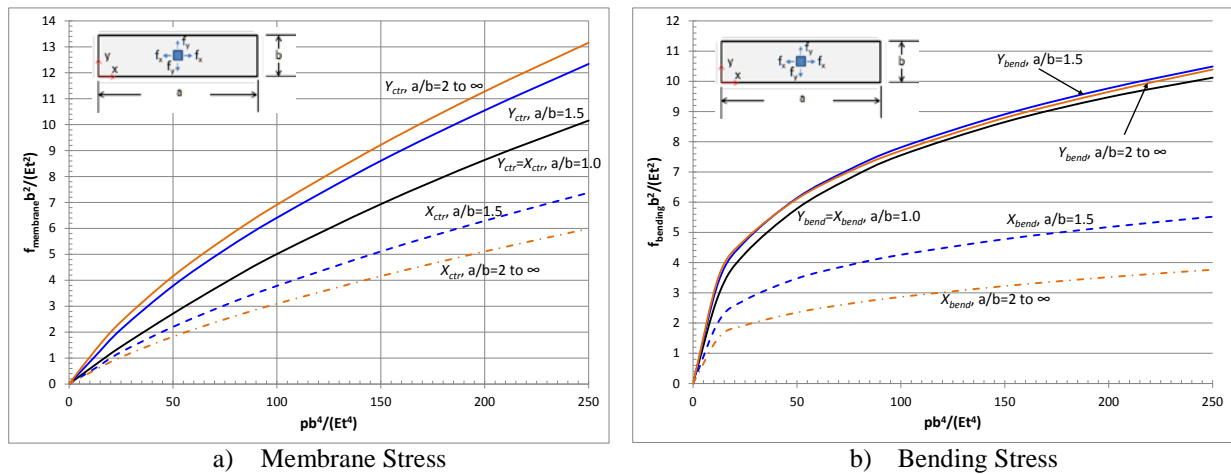 14
13
12
11
10
9
8
7
6
5
4
3
2
1
0
f_membrane b²/(Et²)
y
x
f_y
f_x
f_x
f_y
b
a
Y_ctr, a/b=2 to ∞
Y_ctr, a/b=1.5
Y_ctr=X_ctr, a/b=1.0
X_ctr, a/b=1.5
X_ctr, a/b=2 to ∞
0 50 100 150 200 250
pb⁴/(Et⁴)
a) Membrane Stress
12
11
10
9
8
7
6
5
4
3
2
1
0
f_bending b²/(Et²)
y
x
f_y
f_x
f_x
f_y
b
a
Y_bend, a/b=1.5
Y_bend, a/b=2 to ∞
Y_bend=X_bend, a/b=1.0
X_bend, a/b=1.5
X_bend, a/b=2 to ∞
0 50 100 150 200 250
pb⁴/(Et⁴)
b) Bending Stress